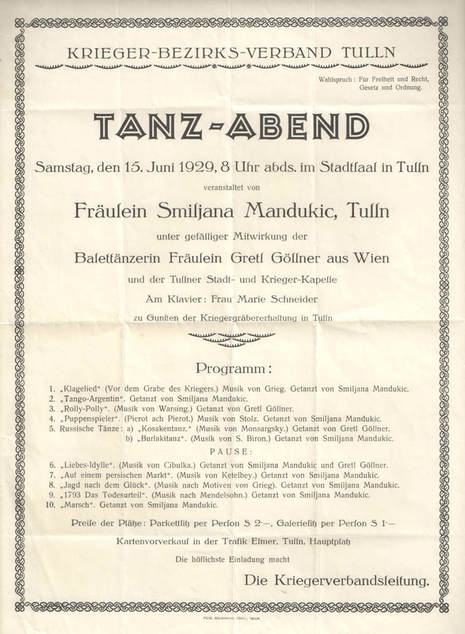 KRIEGER-BEZIRKS-VERBAND TULLN
Wahlspruch: Für Freiheit und Recht,
Gesetz und Ordnung.
TANZ-ABEND
Samstag, den 15. Juni 1929, 8 Uhr abds. im Stadtsaal in Tulln
veranstaltet von
Fräulein Smiljana Mandukic, Tulln
unter gefälliger Mitwirkung der
Balettänzerin Fräulein Gretl Göllner aus Wien
und der Tullner Stadt- und Krieger-Kapelle
Am Klavier: Frau Marie Schneider
zu Gunsten der Kriegergräbererhaltung in Tulln
Programm:
1. „Klagelied“ (Vor dem Grabe des Kriegers.) Musik von Grieg. Getanzt von Smiljana Mandukic.
2. „Tango-Argentin“. Getanzt von Smiljana Mandukic.
3. „Rolly-Polly“. (Musik von Warsing.) Getanzt von Gretl Göllner.
4. „Puppenspieler“. (Pierot ach Pierot.) Musik von Stolz. Getanzt von Smiljana Mandukic.
5. Russische Tänze: a) „Kosakentanz.“ (Musik von Monsargsky.) Getanzt von Gretl Göllner.
b) „Burlakitanz“. (Musik von S. Biron.) Getanzt von Smiljana Mandukic.
PAUSE:
6. „Liebes-Idylle“. (Musik von Cibulka.) Getanzt von Smiljana Mandukic und Gretl Göllner.
7. „Auf einem persischen Markt“. (Musik von Ketelbey.) Getanzt von Smiljana Mandukic.
8. „Jagd nach dem Glück“. (Musik nach Motiven von Grieg). Getanzt von Smiljana Mandukic.
9. „1793 Das Todesurteil“. (Musik nach Mendelsohn.) Getanzt von Smiljana Mandukic.
10. „Marsch“. Getanzt von Smiljana Mandukic.
Preise der Plätze: Parkettsitz per Person S 2·—, Galeriesitz per Person S 1·—
Kartenvorverkauf in der Trafik Elmer, Tulln, Hauptplatz
Die höflichste Einladung macht
Die Kriegerverbandsleitung.